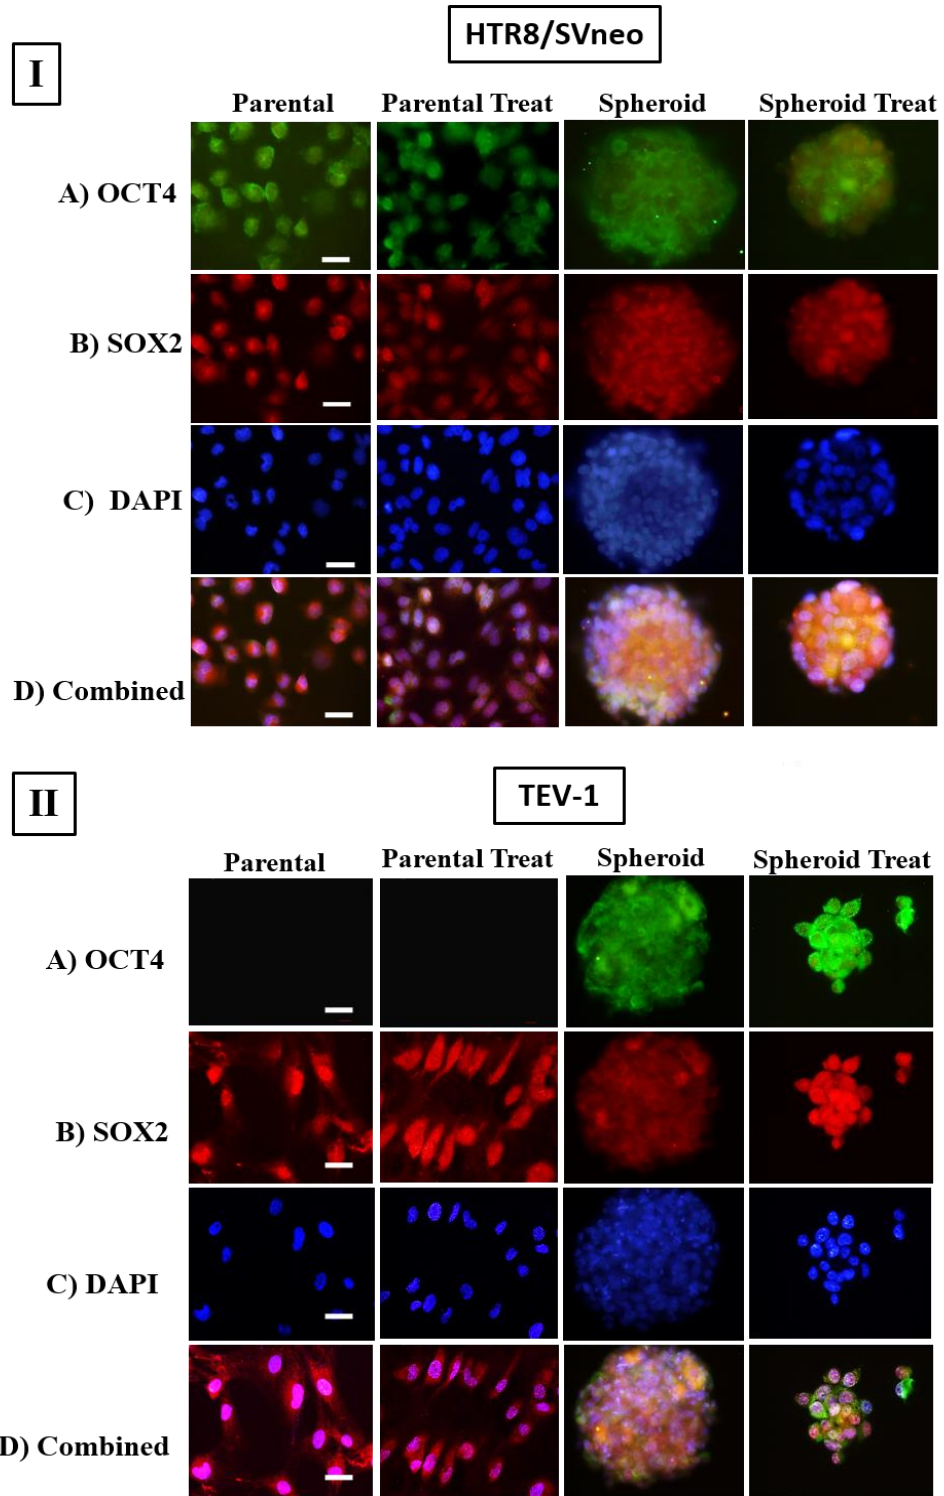 HTR8/SVneo
I
Parental Parental Treat Spheroid Spheroid Treat
A) OCT4
B) SOX2
C) DAPI
D) Combined
TEV-1
II
Parental Parental Treat Spheroid Spheroid Treat
A) OCT4
B) SOX2
C) DAPI
D) Combined